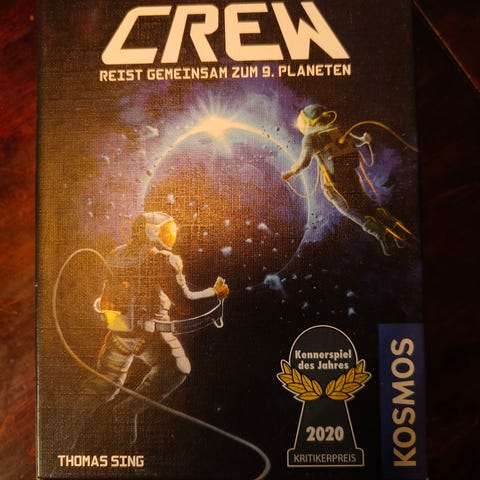 CREW
REIST GEMEINSAM ZUM 9. PLANETEN
Kennerspiel
des Jahres
2020
KRITIKERPREIS
KOSMOS
THOMAS SING